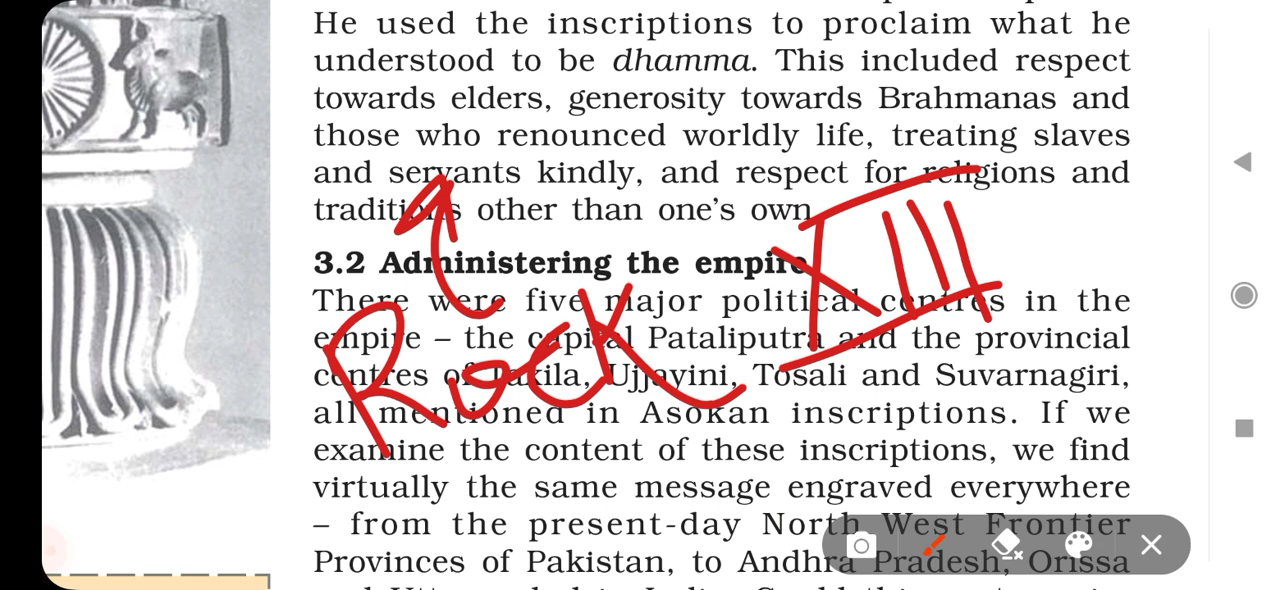 He used the inscriptions to proclaim what he
understood to be dhamma. This included respect
towards elders, generosity towards Brahmanas and
those who renounced worldly life, treating slaves
and servants kindly, and respect for religions and
traditions other than one's own.
3.2 Administering the empire
There were five major political centres in the
empire – the capital Pataliputra and the provincial
centres of Taxila, Ujjayini, Tosali and Suvarnagiri,
all mentioned in Asokan inscriptions. If we
examine the content of these inscriptions, we find
virtually the same message engraved everywhere
– from the present-day North West Frontier
Provinces of Pakistan, to Andhra Pradesh, Orissa
Rock XIII